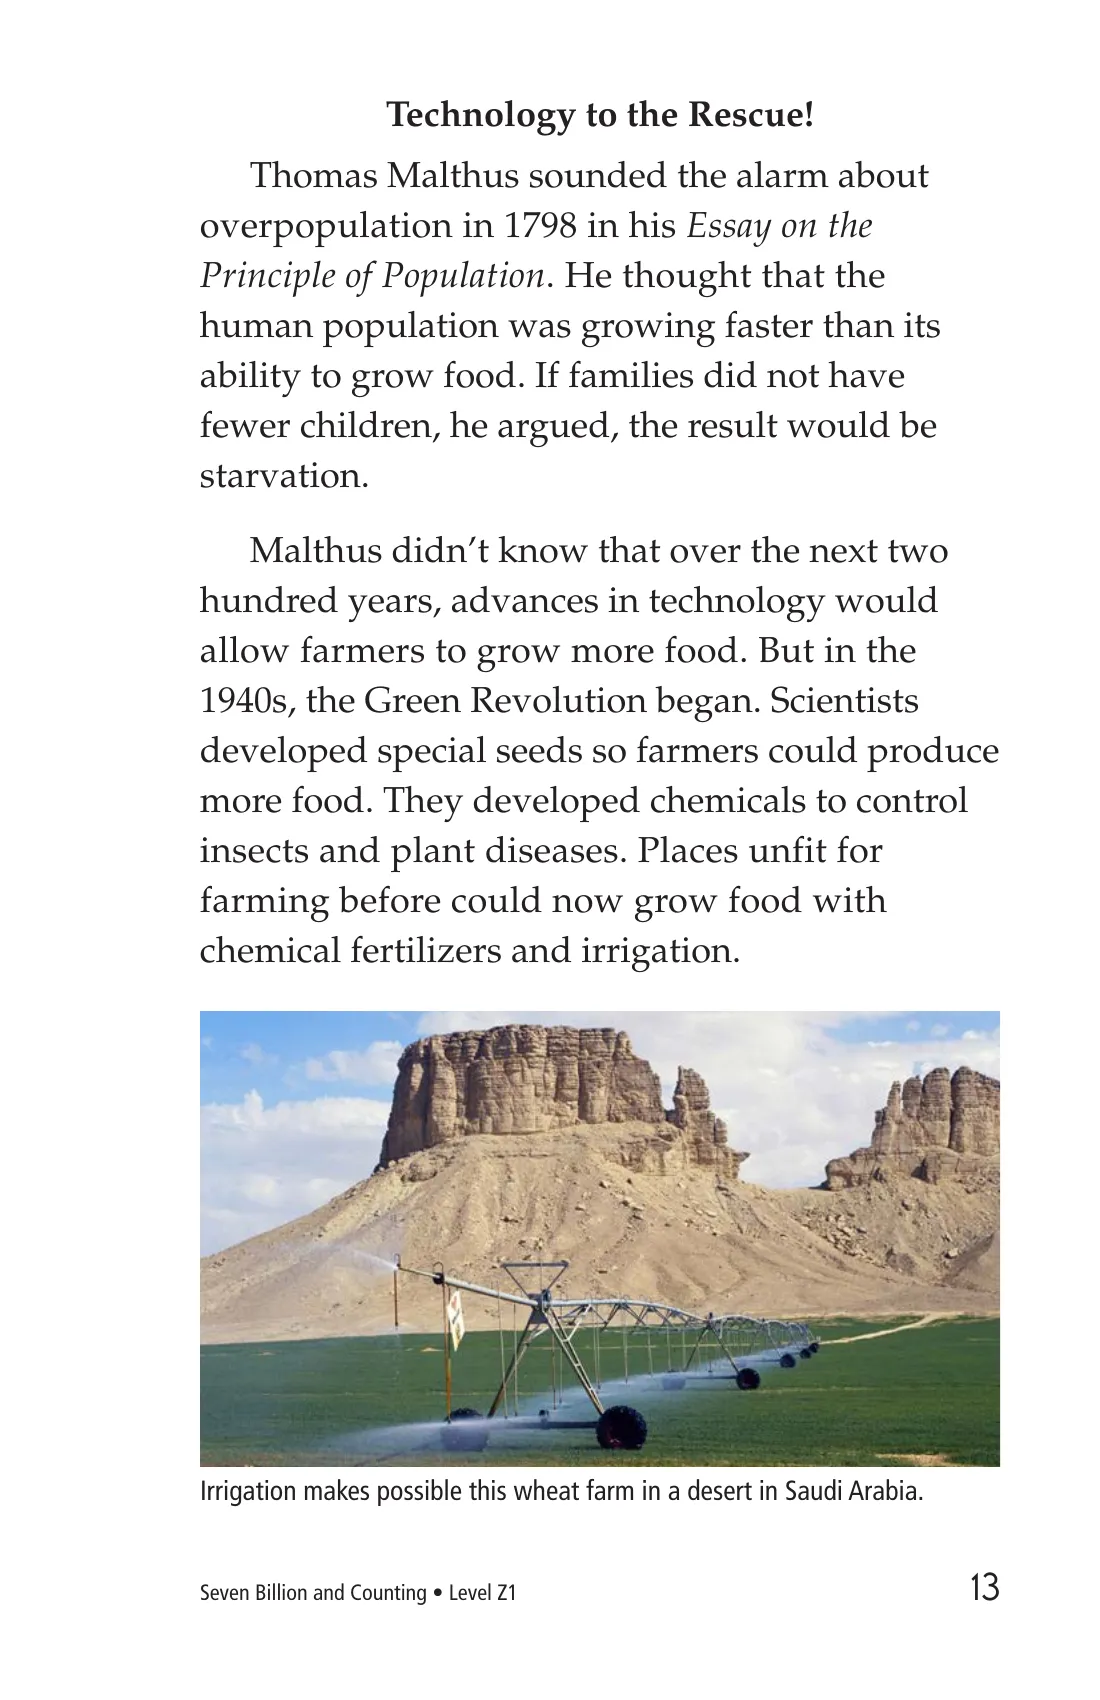 Technology to the Rescue!
Thomas Malthus sounded the alarm about
overpopulation in 1798 in his Essay on the
Principle of Population. He thought that the
human population was growing faster than its
ability to grow food. If families did not have
fewer children, he argued, the result would be
starvation.
Malthus didn’t know that over the next two
hundred years, advances in technology would
allow farmers to grow more food. But in the
1940s, the Green Revolution began. Scientists
developed special seeds so farmers could produce
more food. They developed chemicals to control
insects and plant diseases. Places unfit for
farming before could now grow food with
chemical fertilizers and irrigation.
Irrigation makes possible this wheat farm in a desert in Saudi Arabia.
Seven Billion and Counting • Level Z1
13